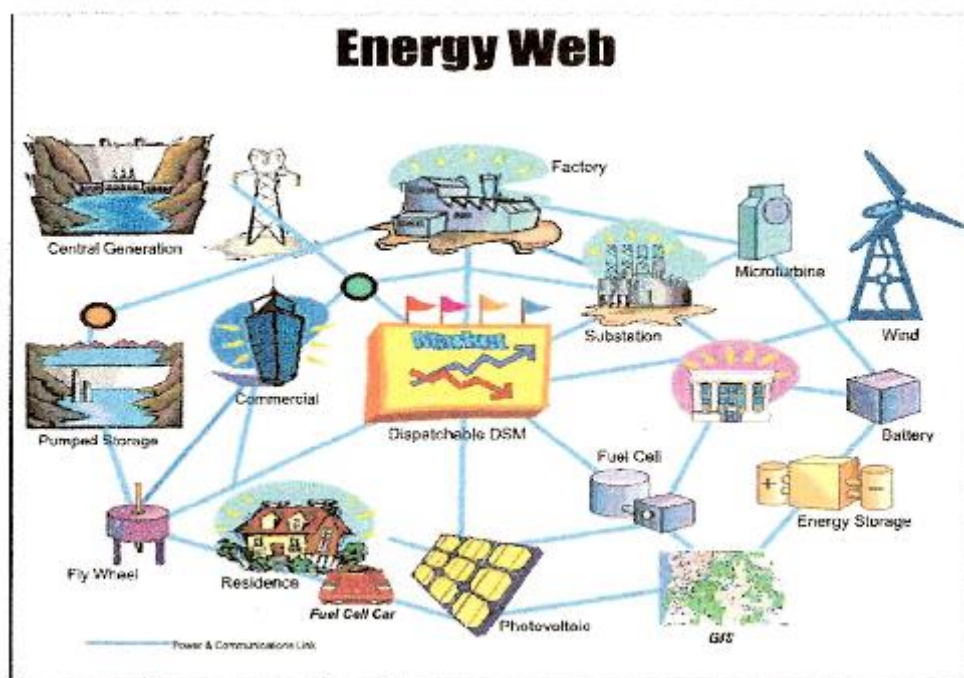 Energy Web
Factory
Central Generation
Microturbine
Wind
Substation
Commercial
Pumped Storage
Dispatchable DSM
Battery
Fuel Cell
Energy Storage
Fly Wheel
Residence
Fuel Cell Car
Photovoltaic
GIS
Power & Communications Link